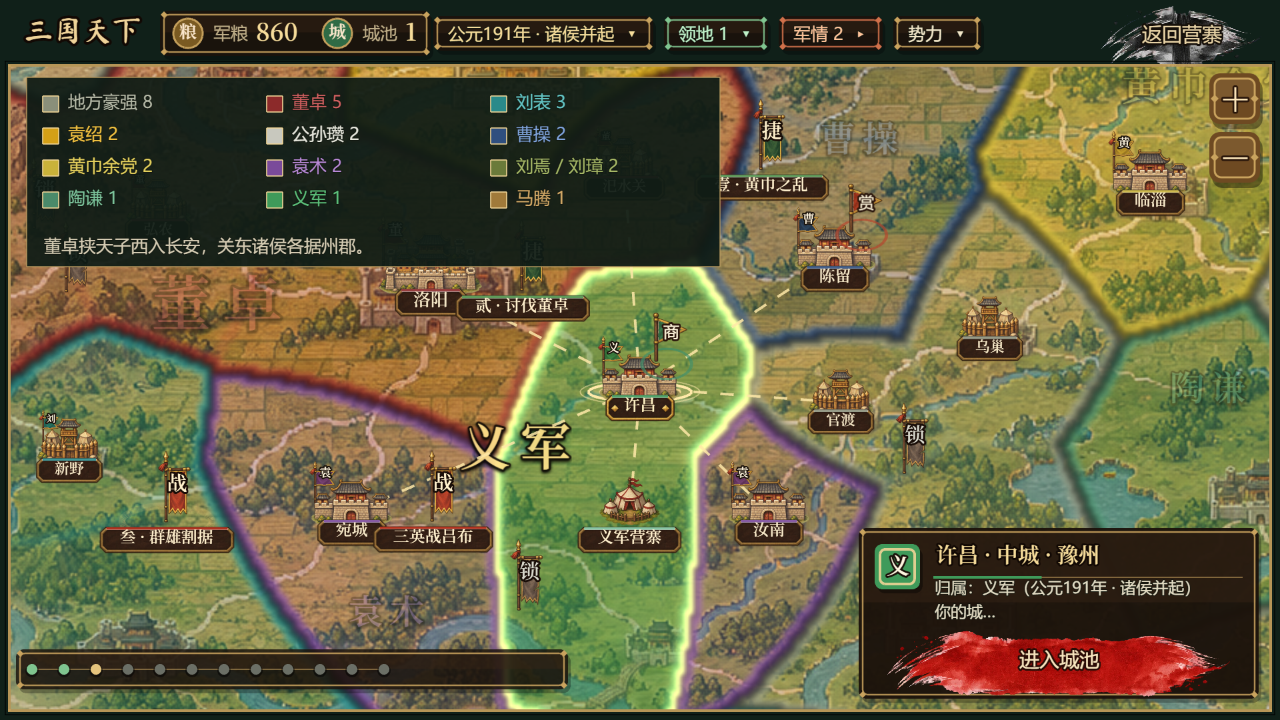 三国天下
粮 军粮 860 城 城池 1
公元191年 · 诸侯并起 ▼
领地 1 ▼
军情 2 ▸
势力 ▼
返回营寨
地方豪强 8
董卓 5
刘表 3
袁绍 2
公孙瓒 2
曹操 2
黄巾余党 2
袁术 2
刘焉 / 刘璋 2
陶谦 1
义军 1
马腾 1
董卓挟天子西入长安，关东诸侯各据州郡。
黄巾
+
−
捷
曹操
黄
临淄
· 黄巾之乱
赏
曹
陈留
董卓
洛阳
贰 · 讨伐董卓
商
义
许昌
乌巢
陶谦
官渡
锁
刘
新野
义军
战
叁 · 群雄割据
袁
宛城
战
三英战吕布
义军营寨
袁
汝南
锁
袁术
义
许昌 · 中城 · 豫州
归属：义军（公元191年 · 诸侯并起）
你的城...
进入城池